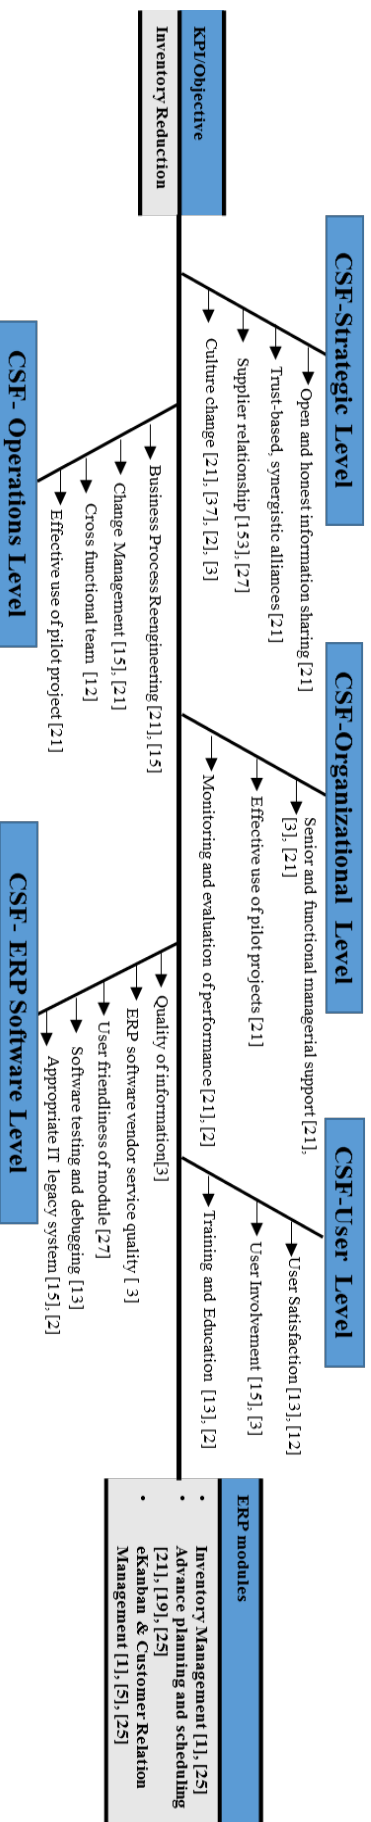 KPI/Objective
Inventory Reduction
CSF-Strategic Level
Open and honest information sharing [21]
Trust-based, synergistic alliances [21]
Supplier relationship [153], [27]
Culture change [21], [37], [2], [3]
CSF-Organizational Level
Senior and functional managerial support [21],
[3], [21]
Effective use of pilot projects [21]
Monitoring and evaluation of performance [21], [2]
CSF-User Level
User Satisfaction [13], [12]
User Involvement [15], [3]
Training and Education [13], [2]
CSF- Operations Level
Business Process Reengineering [21], [15]
Change Management [15], [21]
Cross functional team [12]
Effective use of pilot project [21]
CSF- ERP Software Level
Quality of information[3]
ERP software vendor service quality [ 3]
User friendliness of module [27]
Software testing and debugging [13]
Appropriate IT legacy system [15], [2]
ERP modules
• Inventory Management [1], [25]
• Advance planning and scheduling
[21], [19], [25]
• eKanban & Customer Relation
Management [1], [5], [25]